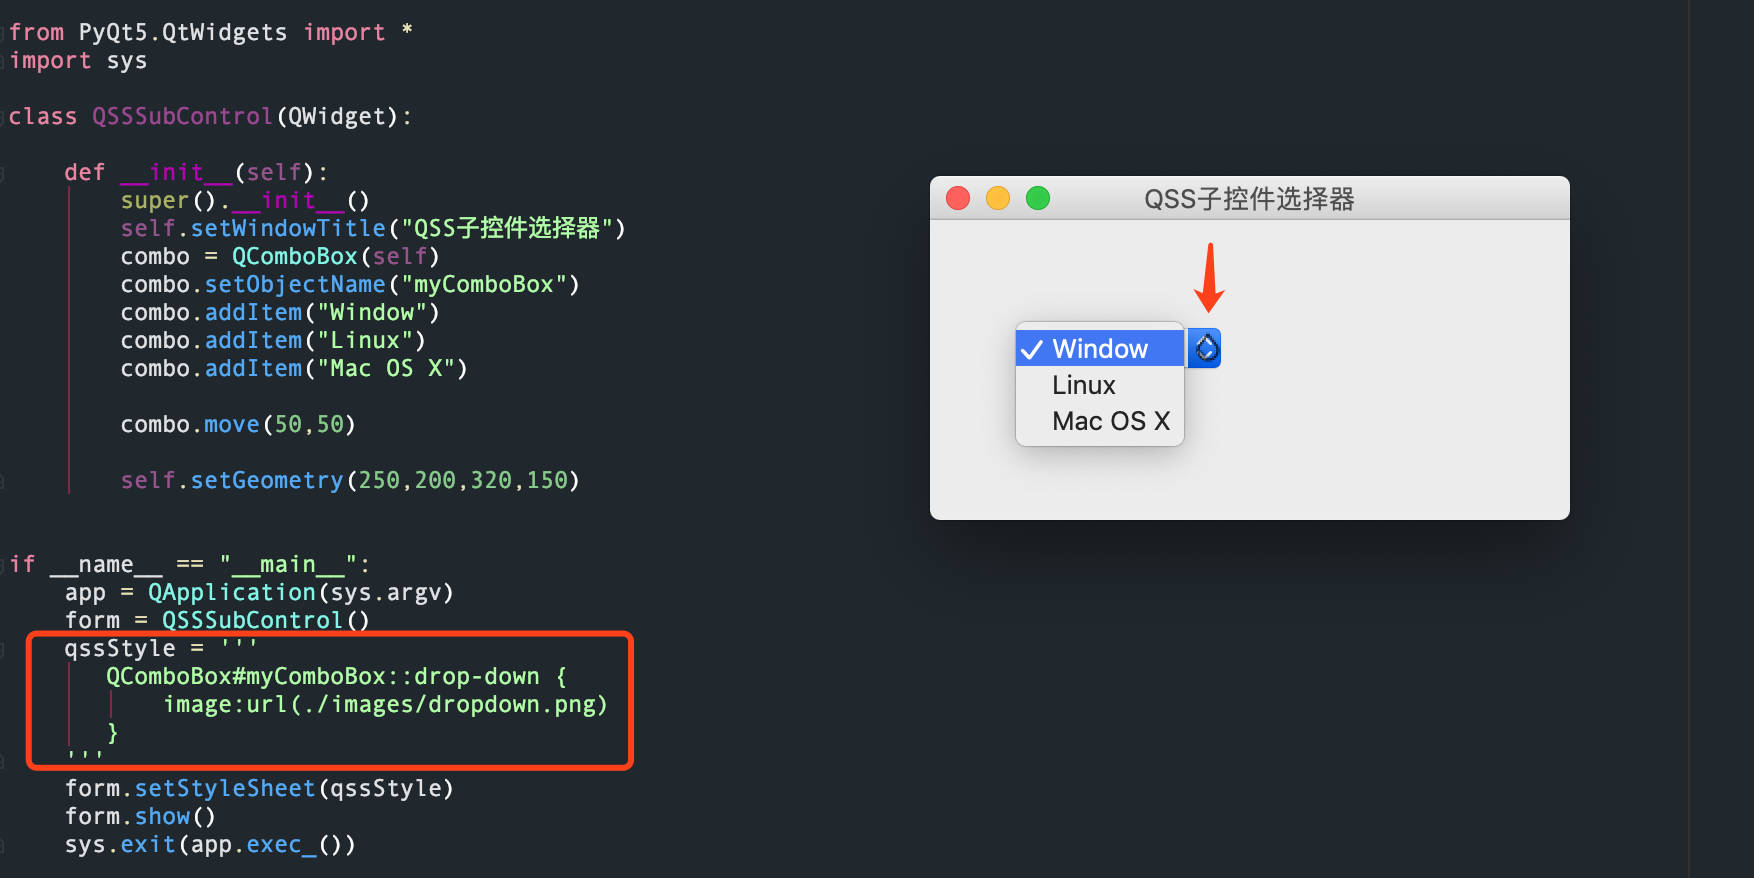 from PyQt5.QtWidgets import *
import sys
class QSSSubControl(QWidget):
def __init__(self):
super().__init__()
self.setWindowTitle("QSS子控件选择器")
combo = QComboBox(self)
combo.setObjectName("myComboBox")
combo.addItem("Window")
combo.addItem("Linux")
combo.addItem("Mac OS X")
combo.move(50,50)
self.setGeometry(250,200,320,150)
if __name__ == "__main__":
app = QApplication(sys.argv)
form = QSSSubControl()
qssStyle = '''
QComboBox#myComboBox::drop-down {
image:url(./images/dropdown.png)
}
'''
form.setStyleSheet(qssStyle)
form.show()
sys.exit(app.exec_())
QSS子控件选择器
Window
Linux
Mac OS X